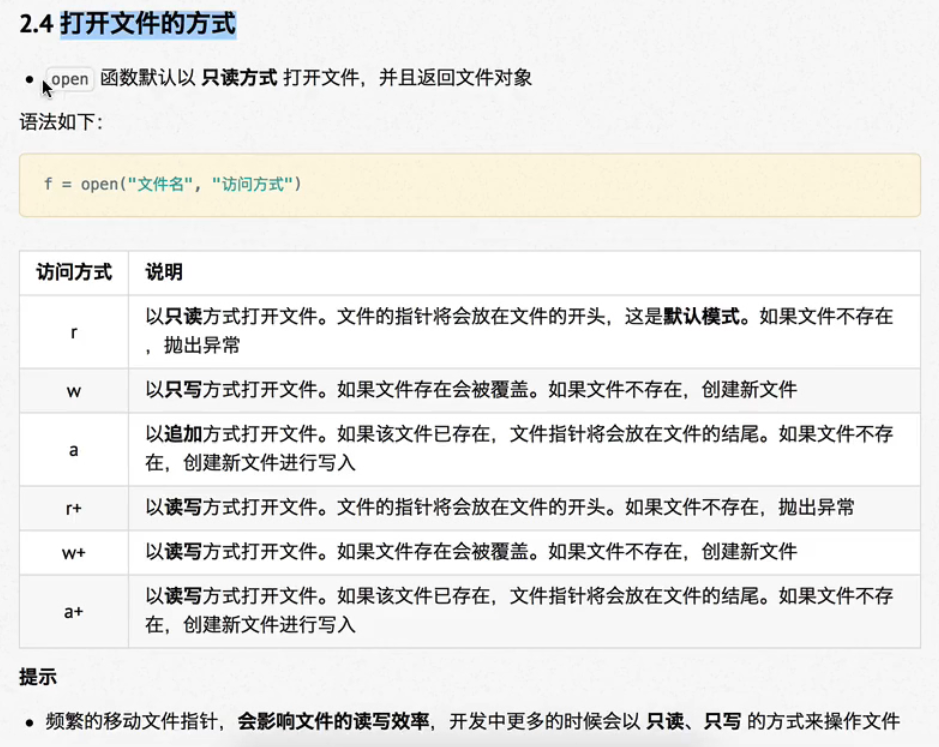 2.4 打开文件的方式
open 函数默认以 只读方式 打开文件，并且返回文件对象
语法如下：
f = open("文件名", "访问方式")
访问方式 说明
r 以只读方式打开文件。文件的指针将会放在文件的开头，这是默认模式。如果文件不存在
，抛出异常
w 以只写方式打开文件。如果文件存在会被覆盖。如果文件不存在，创建新文件
a 以追加方式打开文件。如果该文件已存在，文件指针将会放在文件的结尾。如果文件不存
在，创建新文件进行写入
r+ 以读写方式打开文件。文件的指针将会放在文件的开头。如果文件不存在，抛出异常
w+ 以读写方式打开文件。如果文件存在会被覆盖。如果文件不存在，创建新文件
a+ 以读写方式打开文件。如果该文件已存在，文件指针将会放在文件的结尾。如果文件不存
在，创建新文件进行写入
提示
频繁的移动文件指针，会影响文件的读写效率，开发中更多的时候会以 只读、只写 的方式来操作文件